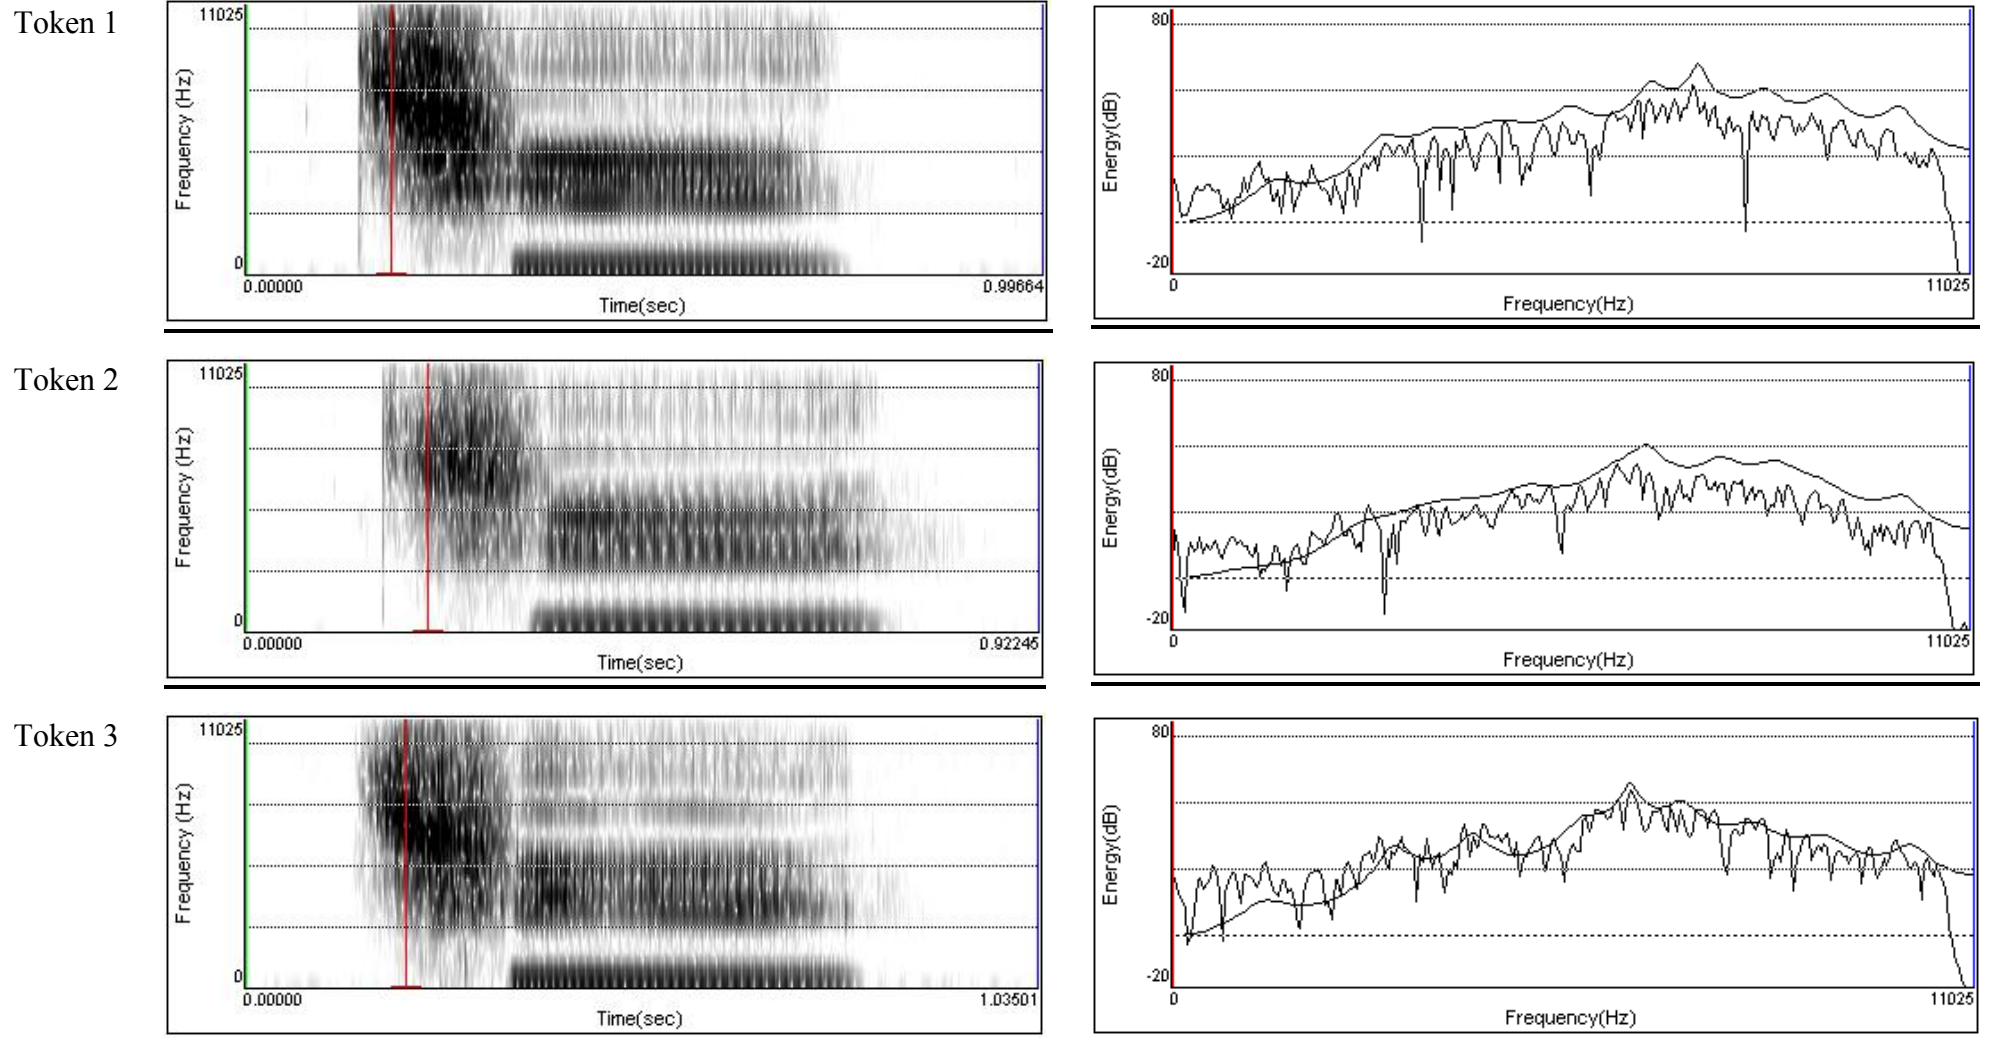 Token 1
11025
Frequency (Hz)
0
0.00000
0.99664
Time(sec)
80
Energy(dB)
-20
0
11025
Frequency(Hz)
Token 2
11025
Frequency (Hz)
0
0.00000
0.92245
Time(sec)
80
Energy(dB)
-20
0
11025
Frequency(Hz)
Token 3
11025
Frequency (Hz)
0
0.00000
1.03501
Time(sec)
80
Energy(dB)
-20
0
11025
Frequency(Hz)